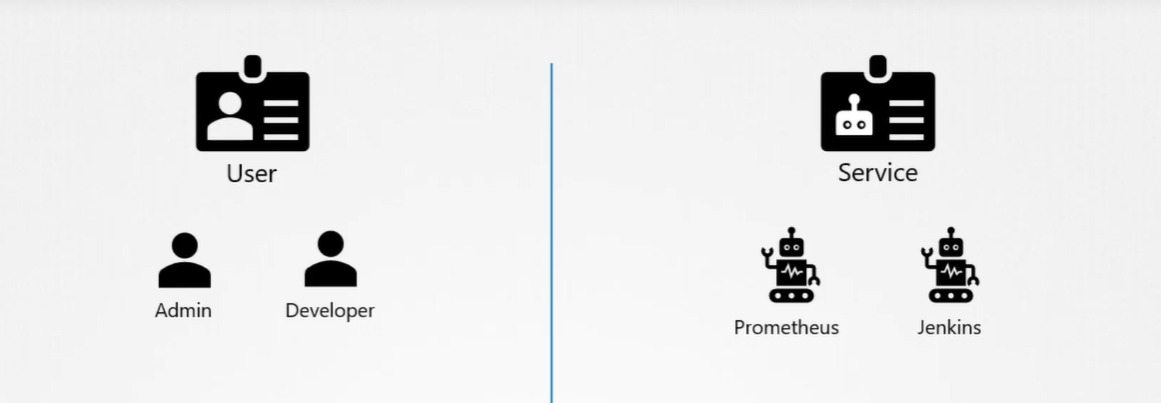 User
Service
Admin
Developer
Prometheus
Jenkins